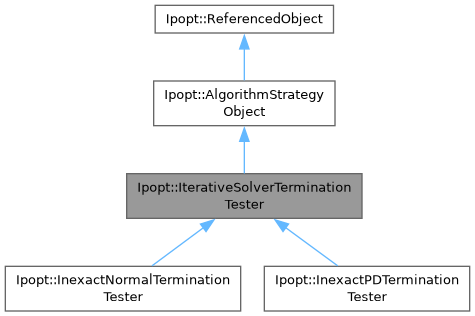 Ipopt::ReferencedObject
Ipopt::AlgorithmStrategy
Object
Ipopt::IterativeSolverTermination
Tester
Ipopt::InexactNormalTermination
Tester
Ipopt::InexactPDTermination
Tester